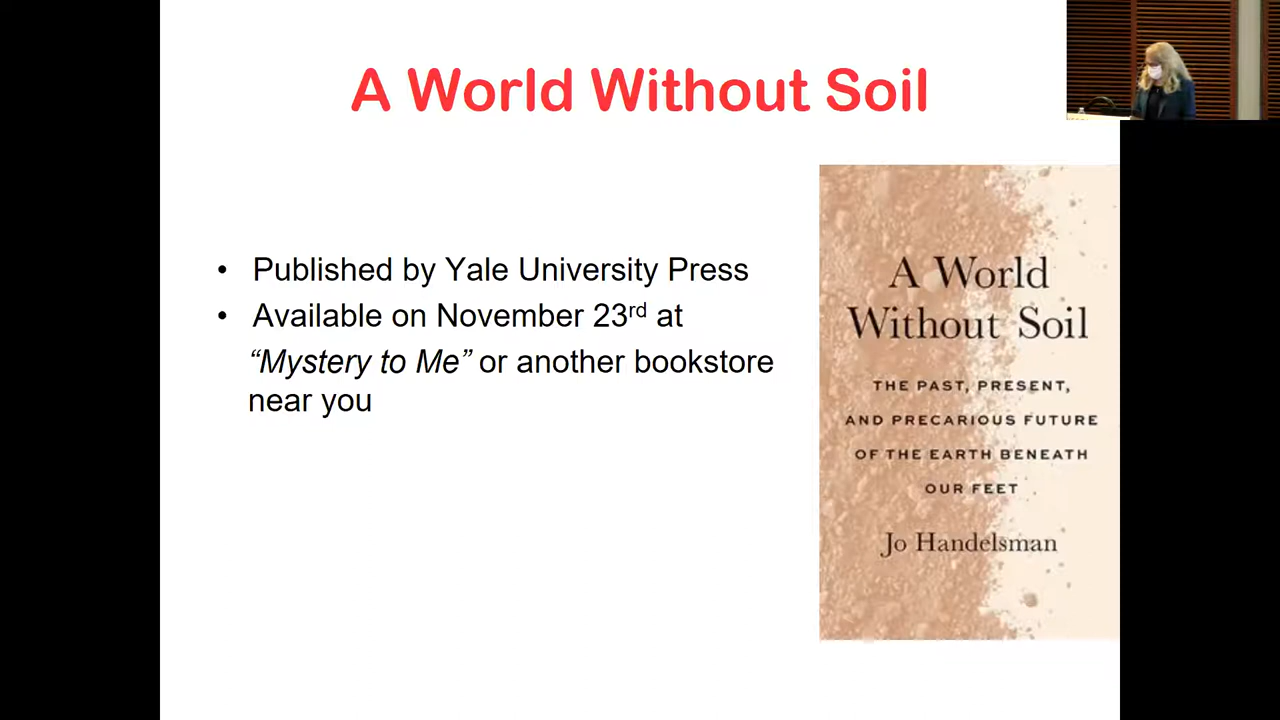 A World Without Soil
• Published by Yale University Press
• Available on November 23rd at
“Mystery to Me” or another bookstore
near you
A World
Without Soil
THE PAST, PRESENT,
AND PRECARIOUS FUTURE
OF THE EARTH BENEATH
OUR FEET
Jo Handelsman